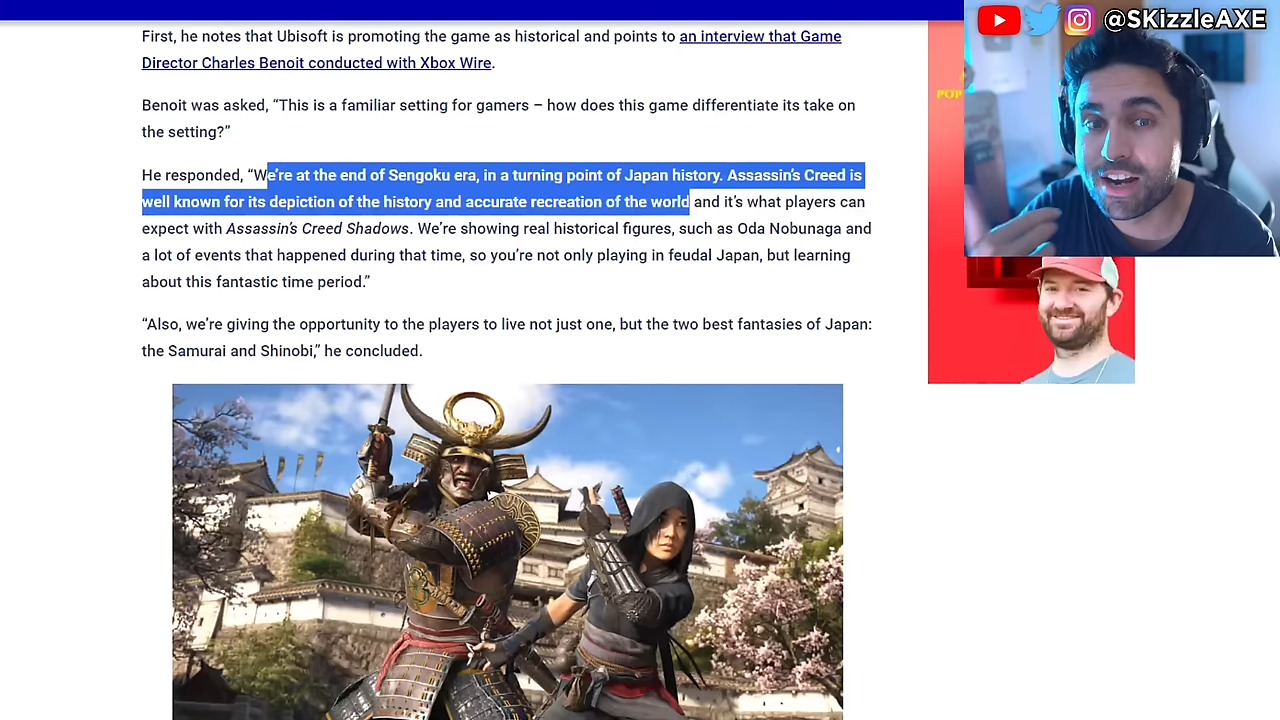 @SKizzleAXE
First, he notes that Ubisoft is promoting the game as historical and points to an interview that Game
Director Charles Benoit conducted with Xbox Wire.
POP
Benoit was asked, “This is a familiar setting for gamers – how does this game differentiate its take on
the setting?”
He responded, “We’re at the end of Sengoku era, in a turning point of Japan history. Assassin’s Creed is
well known for its depiction of the history and accurate recreation of the world and it’s what players can
expect with Assassin’s Creed Shadows. We’re showing real historical figures, such as Oda Nobunaga and
a lot of events that happened during that time, so you’re not only playing in feudal Japan, but learning
about this fantastic time period.”
“Also, we’re giving the opportunity to the players to live not just one, but the two best fantasies of Japan:
the Samurai and Shinobi,” he concluded.